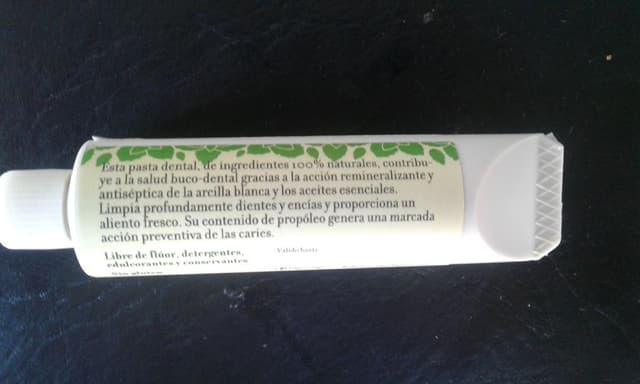 Esta pasta dental, de ingredientes 100% naturales, contribu-
ye a la salud buco-dental gracias a la acción remineralizante y
antiséptica de la arcilla blanca y los aceites esenciales.
Limpia profundamente dientes y encías y proporciona un
aliento fresco. Su contenido de propóleo genera una marcada
acción preventiva de las caries.
Libre de flúor, detergentes,
edulcorantes y conservantes
Válido hasta
Sin gluten